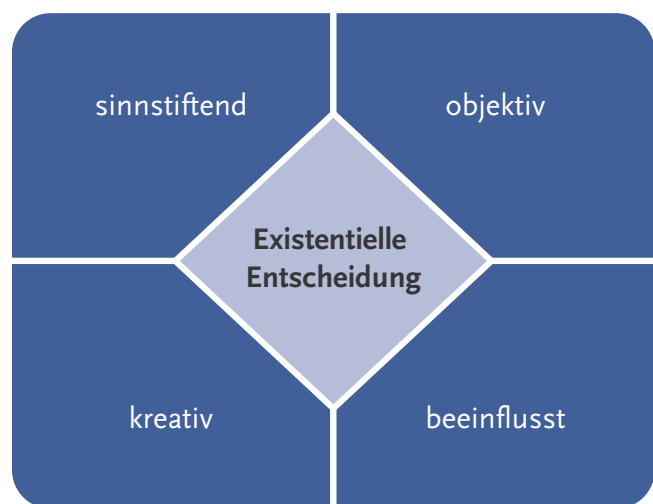 sinnstiftend
objektiv
Existentielle
Entscheidung
kreativ
beeinflusst